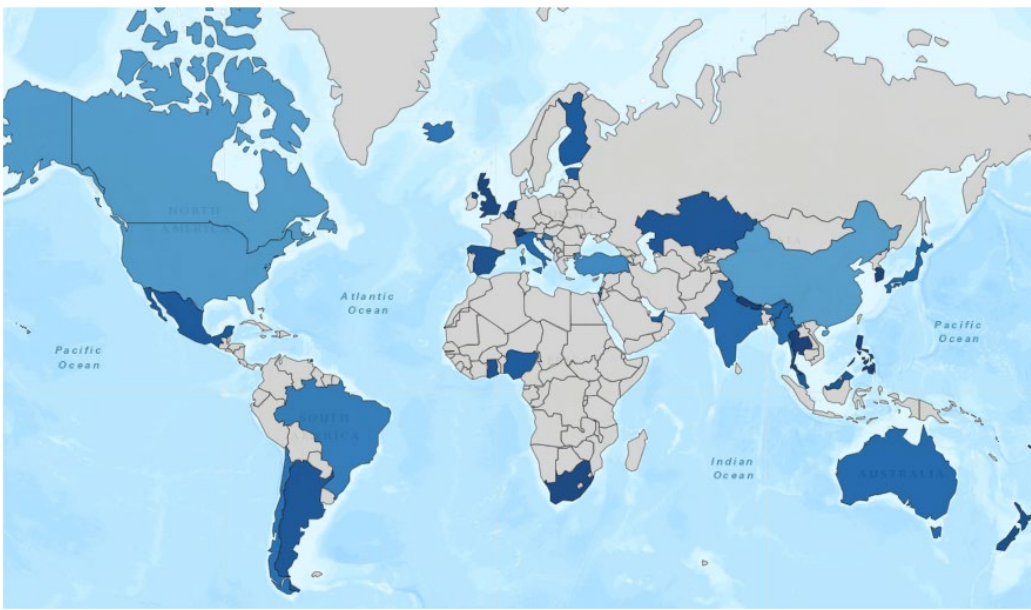 NORTH
AMERICA
Atlantic
Ocean
Pacific
Ocean
Pacific
Ocean
SOUTH
AMERICA
Indian
Ocean
AUSTRALIA